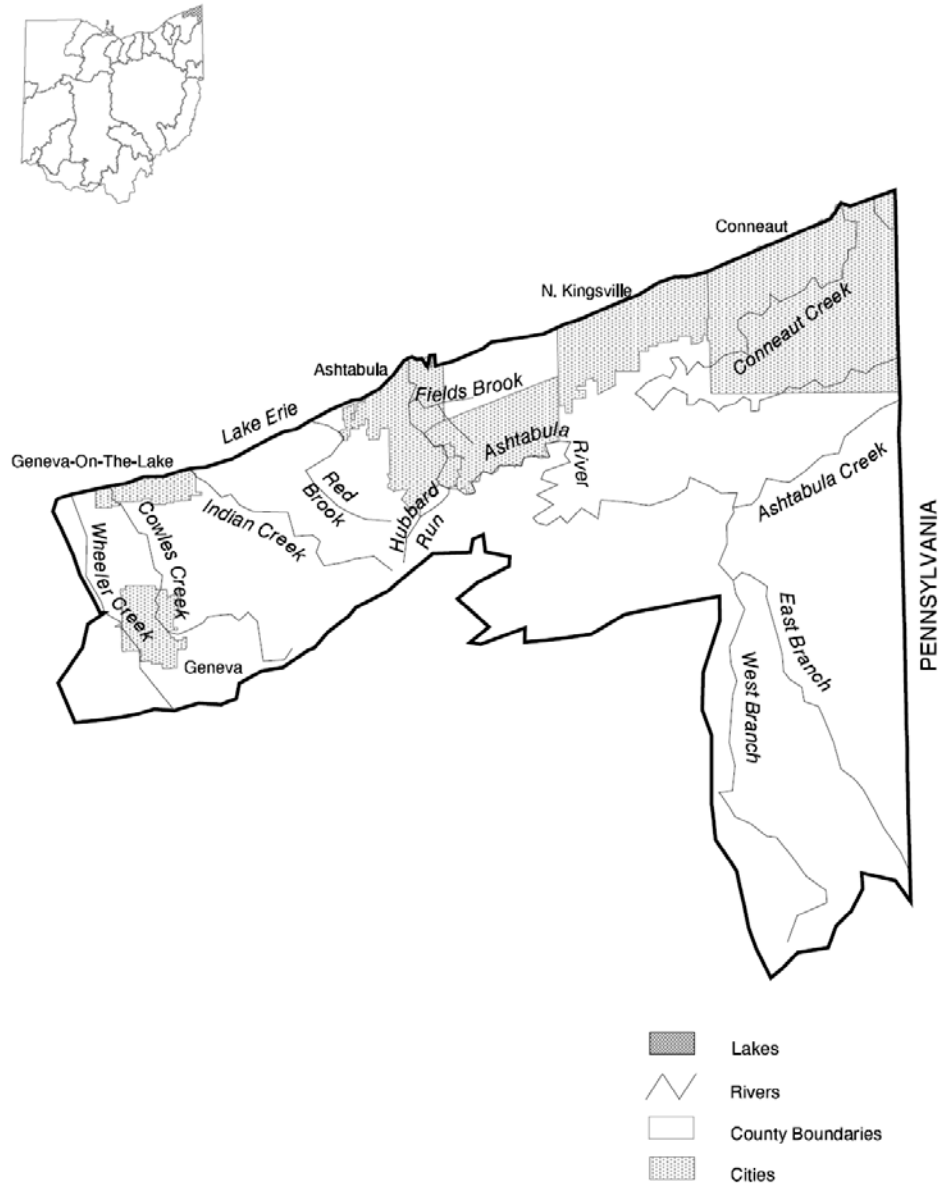 Conneaut
N. Kingsville
Conneaut Creek
Ashtabula
Fields Brook
Lake Erie
Ashtabula
River
Geneva-On-The-Lake
Red
Brook
Hubbard
Run
Ashtabula Creek
Cowles Creek
Indian Creek
Wheeler Creek
PENNSYLVANIA
East Branch
West Branch
Geneva
Lakes
Rivers
County Boundaries
Cities